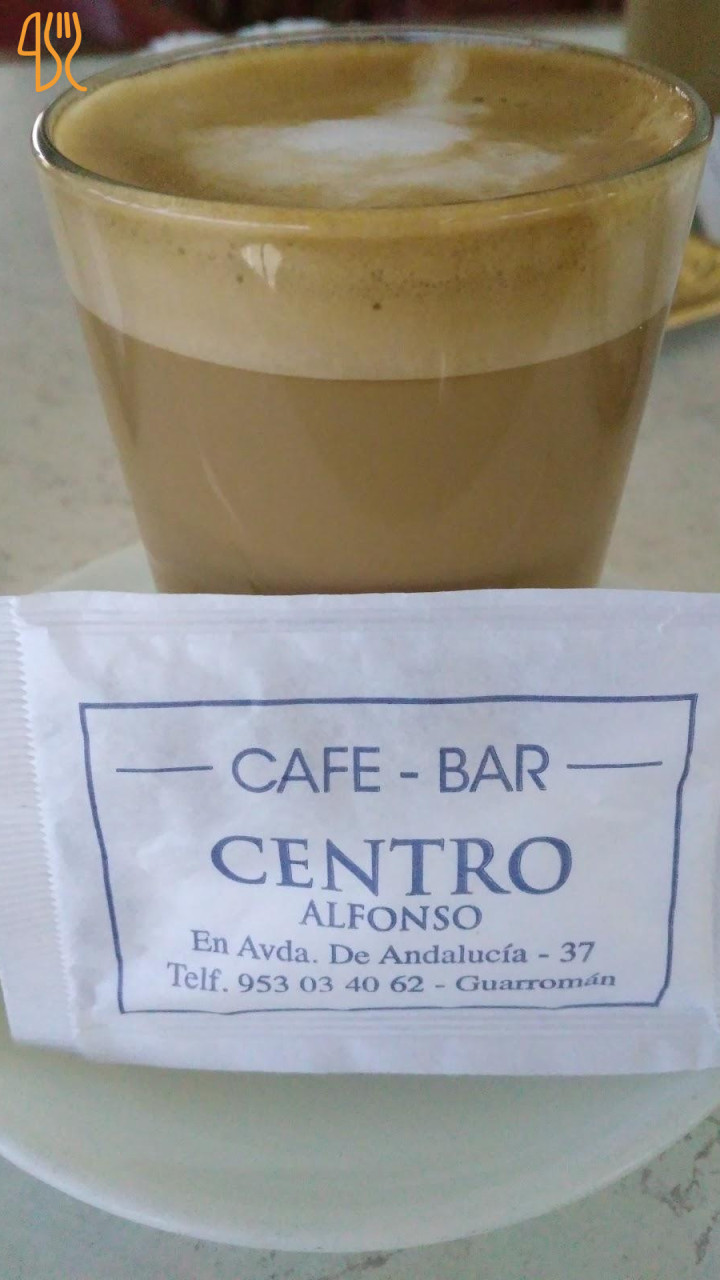 CAFE - BAR
CENTRO
ALFONSO
En Avda. De Andalucía - 37
Telf. 953 03 40 62 - Guarromán